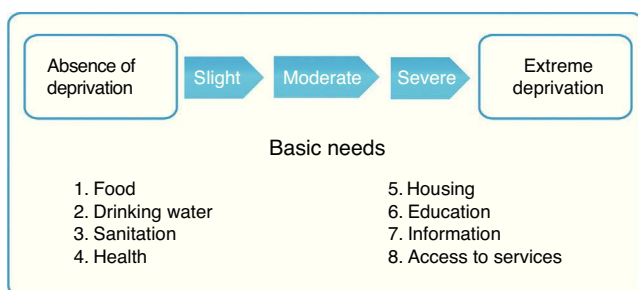 Absence of
deprivation
Slight
Moderate
Severe
Extreme
deprivation
Basic needs
1. Food
2. Drinking water
3. Sanitation
4. Health
5. Housing
6. Education
7. Information
8. Access to services